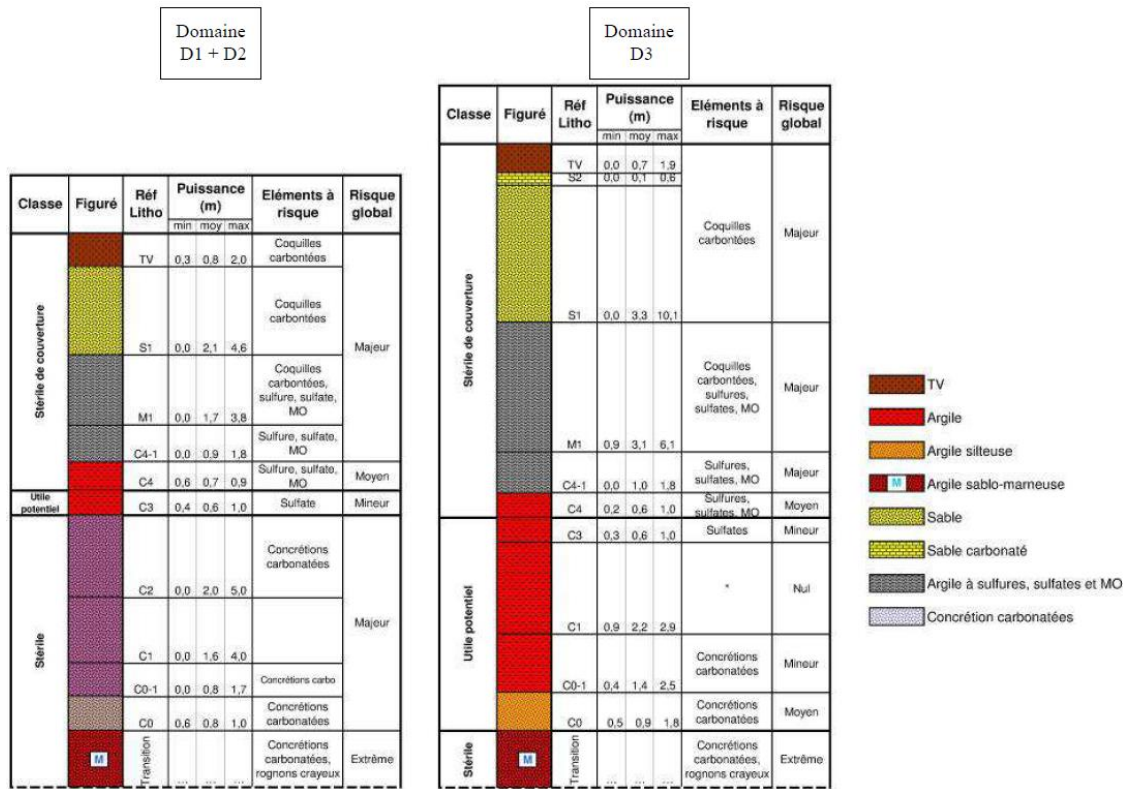 Domaine
D1 + D2
Classe Figuré Réf Litho Puissance (m) Eléments à risque Risque global
min moy max
Stérile de couverture
TV 0,3 0,8 2,0 Coquilles carbontées
S1 0,0 2,1 4,6 Coquilles carbontées
Majeur
M1 0,0 1,7 3,8 Coquilles carbontées, sulfure, sulfate, MO
C4-1 0,0 0,9 1,8 Sulfure, sulfate, MO
C4 0,6 0,7 0,9 Sulfure, sulfate, MO Moyen
Utile potentiel C3 0,4 0,6 1,0 Sulfate Mineur
Stérile
C2 0,0 2,0 5,0 Concrétions carbonatées
Majeur
C1 0,0 1,6 4,0
C0-1 0,0 0,8 1,7 Concrétions carbo
C0 0,6 0,8 1,0 Concrétions carbonatées
M Transition ... ... ... Concrétions carbonatées, rognons crayeux Extrême
Domaine
D3
Classe Figuré Réf Litho Puissance (m) Eléments à risque Risque global
min moy max
Stérile de couverture
TV 0,0 0,7 1,9
S2 0,0 0,1 0,6
Coquilles carbontées Majeur
S1 0,0 3,3 10,1
M1 0,9 3,1 6,1 Coquilles carbontées, sulfures, sulfates, MO Majeur
C4-1 0,0 1,0 1,8 Sulfures, sulfates, MO Majeur
C4 0,2 0,6 1,0 Sulfures, sulfates, MO Moyen
Utile potentiel
C3 0,3 0,6 1,0 Sulfates Mineur
C1 0,9 2,2 2,9 * Nul
C0-1 0,4 1,4 2,5 Concrétions carbonatées Mineur
C0 0,5 0,9 1,8 Concrétions carbonatées Moyen
Stérile M Transition ... ... ... Concrétions carbonatées, rognons crayeux Extrême
TV
Argile
Argile silteuse
M Argile sablo-marneuse
Sable
Sable carbonaté
Argile à sulfures, sulfates et MO
Concrétion carbonatées